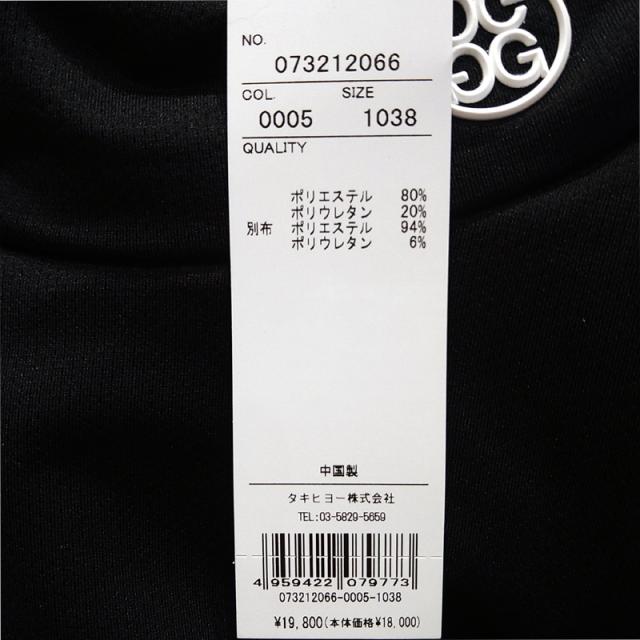 NO.
073212066
COL. SIZE
0005 1038
QUALITY
ポリエステル 80%
ポリウレタン 20%
別布 ポリエステル 94%
ポリウレタン 6%
中国製
タキヒヨー株式会社
TEL:03-5829-5659
4 959422 079773
073212066-0005-1038
¥19,800(本体価格¥18,000)
GG